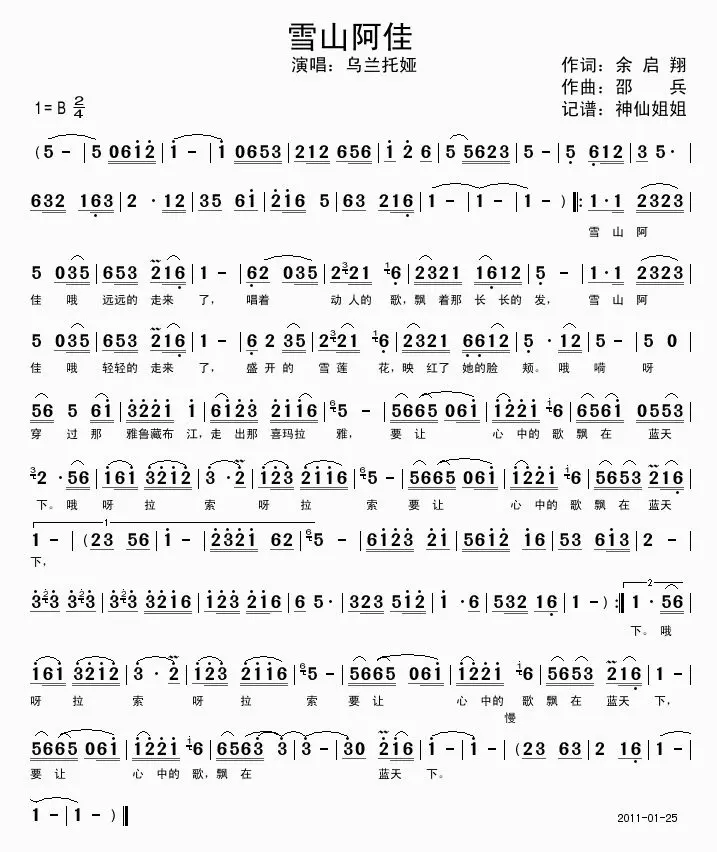 雪山阿佳
演唱：乌兰托娅
作词：余启翔
作曲：邵 兵
1=B 2/4
记谱：神仙姐姐
(5 - | 5 0612 | 1 - | 1 0653 | 212 656 | 1 2 6 | 5 5623 | 5 - | 5 612 | 3 5· |
632 163 | 2 · 12 | 35 61 | 216 5 | 63 216 | 1 - | 1 - | 1 - ) ‖: 1·1 2323 |
雪 山 阿
5 035 | 653 216 | 1 - | 62 035 | 2321 6 | 2321 1612 | 5 - | 1·1 2323 |
佳 哦 远远的 走来 了， 唱着 动 人的 歌，飘 着那 长 长的 发， 雪 山 阿
5 035 | 653 216 | 1 - | 6 2 35 | 2321 6 | 2321 6612 | 5 · 12 | 5 - | 5 0
佳 哦 轻轻的 走来 了， 盛 开 的 雪 莲 花，映 红了 她的脸 颊。 哦 嗬 呀
56 5 61 | 3221 1 | 6123 2116 | 5 - | 5665 061 | 1221 6 | 6561 0553
穿 过 那 雅鲁藏布 江，走 出那 喜玛拉 雅， 要 让 心 中的 歌 飘 在 蓝天
2 · 56 | 161 3212 | 3 · 2 | 123 2116 | 5 - | 5665 061 | 1221 6 | 5653 216
下。哦 呀 拉 索 呀 拉 索 要 让 心 中的 歌 飘 在 蓝天
1
1 - | (23 56 | 1 - | 2321 62 | 5 - | 6123 21 | 5612 16 | 53 613 | 2 - |
下，
33 33 | 33 3216 | 123 216 | 6 5· | 323 512 | 1 ·6 | 532 16 | 1 - ) :‖ 1 · 56
2
下。哦
161 3212 | 3 · 2 | 123 2116 | 5 - | 5665 061 | 1221 6 | 5653 216 | 1 - |
呀 拉 索 呀 拉 索 要 让 心 中的 歌 飘 在 蓝天 下，
慢
5665 061 | 1221 6 | 6563 3 | 3 - | 30 216 | 1 - | 1 - | (23 63 | 2 16 | 1 -
要 让 心 中的 歌，飘 在 蓝天 下。
1 - | 1 - ) ‖
2011-01-25